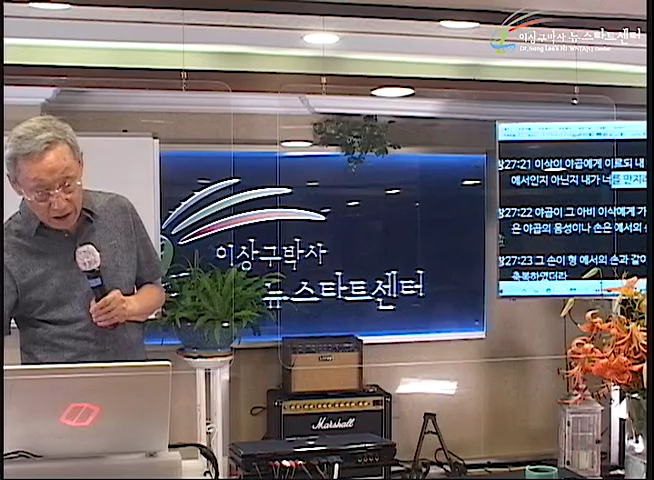 이상구박사 뉴스타트센터
Dr. Sang Lee's NEWSTART Center
이상구박사
뉴스타트센터
창27:21 이삭이 야곱에게 이르되 내
에서인지 아닌지 내가 너를 만지려
창27:22 야곱이 그 아비 이삭에게 가
은 야곱의 음성이나 손은 에서의
창27:23 그 손이 형 에서의 손과 같이
축복하였더라
Marshall